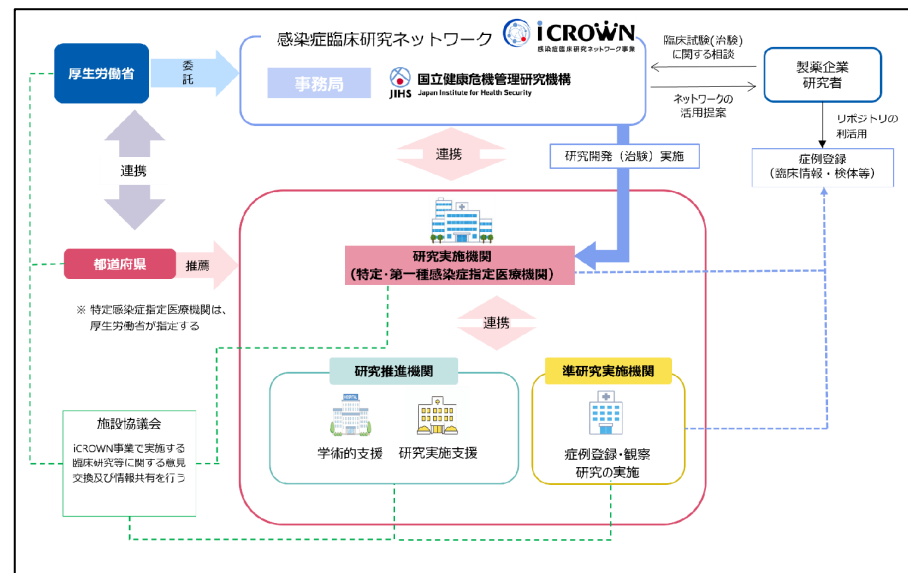 感染症臨床研究ネットワーク
iCROWN
感染症臨床研究ネットワーク事業
厚生労働省
委託
事務局
国立健康危機管理研究機構
JIHS Japan Institute for Health Security
臨床試験(治験)
に関する相談
製薬企業
研究者
ネットワークの
活用提案
リポジトリの
利活用
連携
連携
研究開発（治験）実施
症例登録
（臨床情報・検体等）
都道府県
推薦
研究実施機関
（特定・第一種感染症指定医療機関）
※ 特定感染症指定医療機関は、
厚生労働省が指定する
連携
研究推進機関
準研究実施機関
HOSPITAL
学術的支援
研究実施支援
症例登録・観察
研究の実施
施設協議会
iCROWN事業で実施する
臨床研究等に関する意見
交換及び情報共有を行う